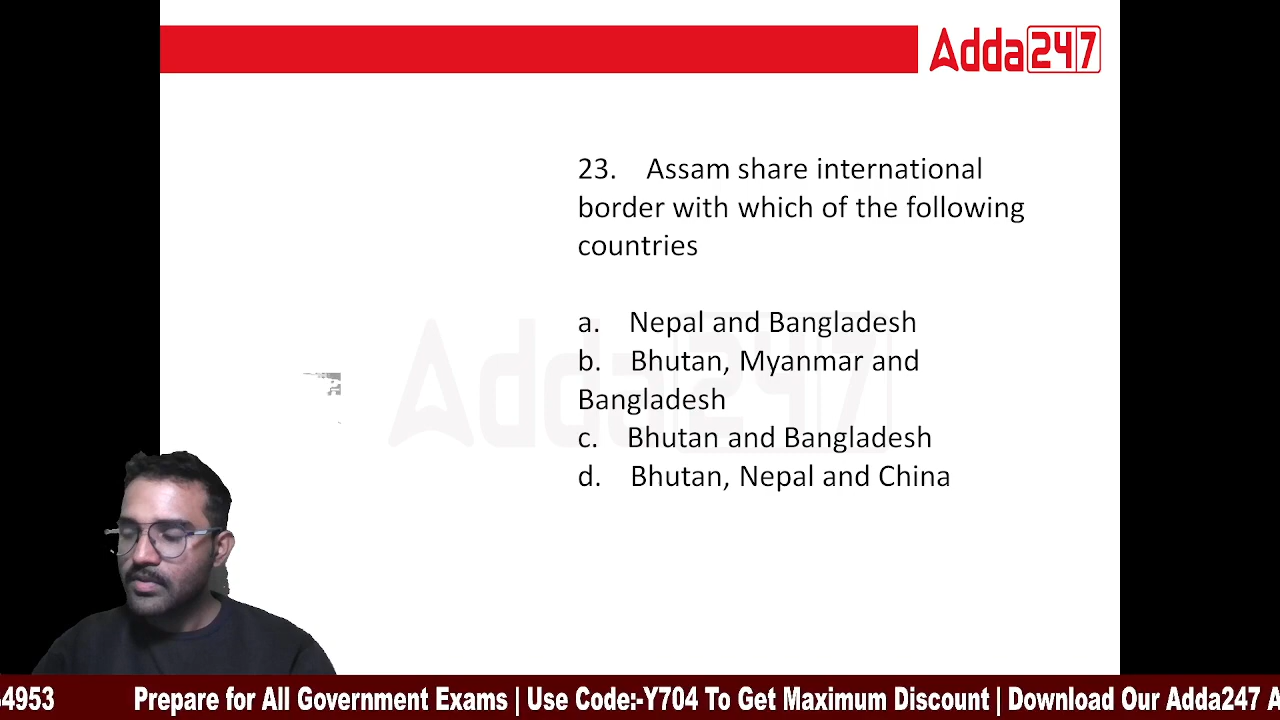 Adda247
23. Assam share international
border with which of the following
countries
a. Nepal and Bangladesh
b. Bhutan, Myanmar and
Bangladesh
c. Bhutan and Bangladesh
d. Bhutan, Nepal and China
Adda247
4953 Prepare for All Government Exams | Use Code:-Y704 To Get Maximum Discount | Download Our Adda247 A